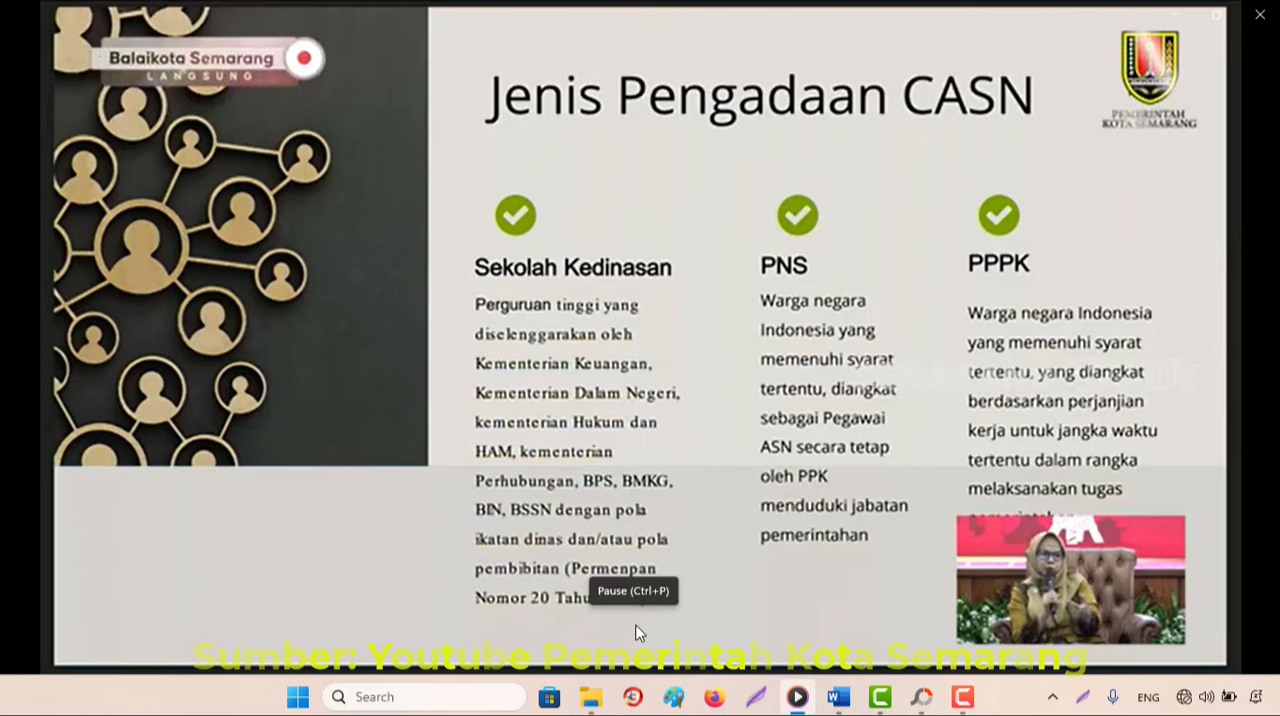 Balaikota Semarang
LANGSUNG
Jenis Pengadaan CASN
PEMERINTAH
KOTA SEMARANG
Sekolah Kedinasan
Perguruan tinggi yang
diselenggarakan oleh
Kementerian Keuangan,
Kementerian Dalam Negeri,
kementerian Hukum dan
HAM, kementerian
Perhubungan, BPS, BMKG,
BIN, BSSN dengan pola
ikatan dinas dan/atau pola
pembibitan (Permenpan
Nomor 20
PNS
Warga negara
Indonesia yang
memenuhi syarat
tertentu, diangkat
sebagai Pegawai
ASN secara tetap
oleh PPK
menduduki jabatan
pemerintahan
PPPK
Warga negara Indonesia
yang memenuhi syarat
tertentu, yang diangkat
berdasarkan perjanjian
kerja untuk jangka waktu
tertentu dalam rangka
melaksanakan tugas
Pause (Ctrl+P)
Sumber: Youtube Pemerintah Kota Semarang
Search
ENG